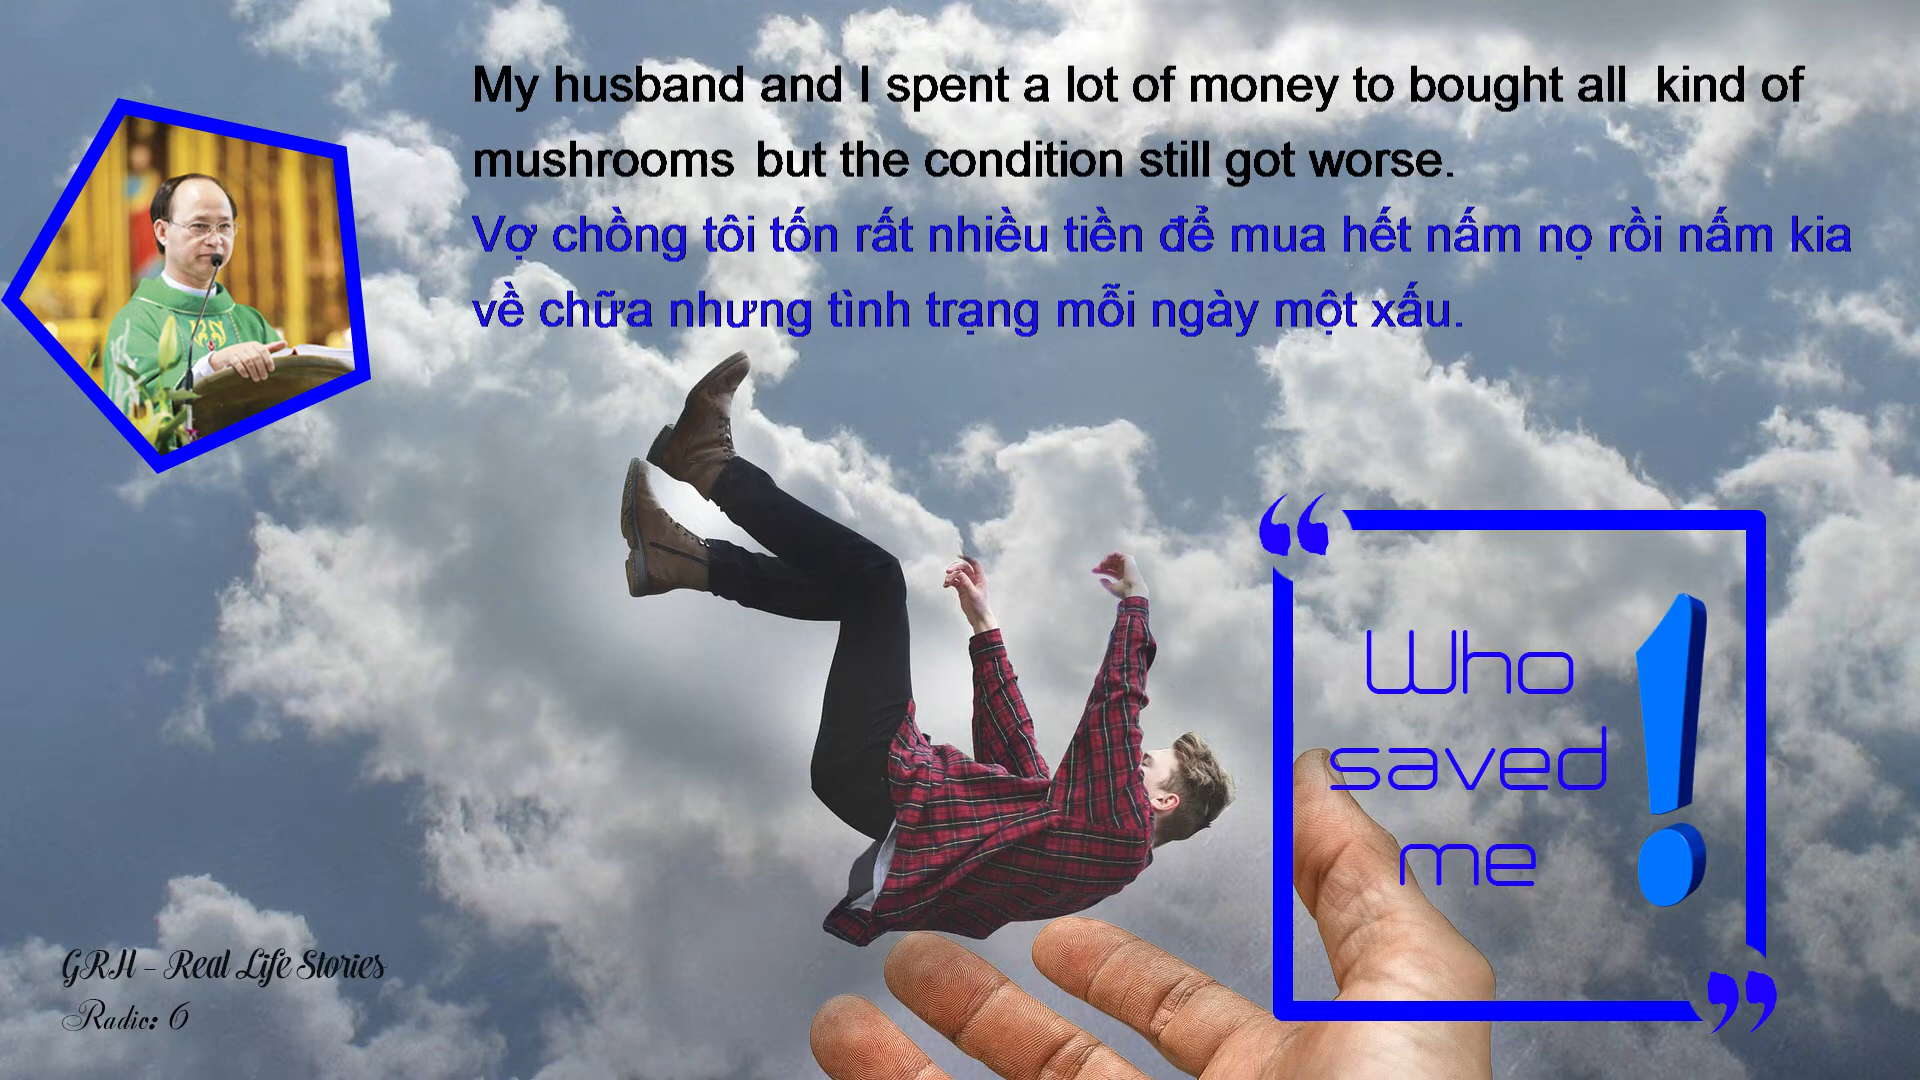 My husband and I spent a lot of money to bought all kind of
mushrooms but the condition still got worse.
Vợ chồng tôi tốn rất nhiều tiền để mua hết nấm nọ rồi nấm kia
về chữa nhưng tình trạng mỗi ngày một xấu.
“
Who
saved
me
!
”
GRH - Real Life Stories
Radio: 6